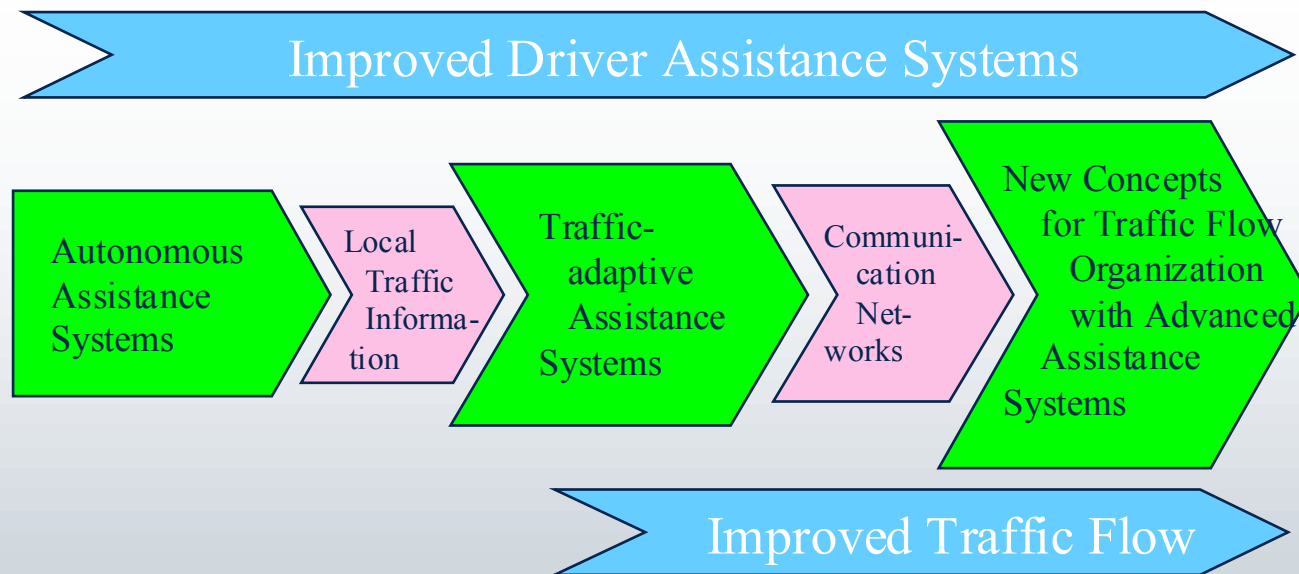 Improved Driver Assistance Systems
Autonomous
Assistance
Systems
Local
Traffic
Informa-
tion
Traffic-
adaptive
Assistance
Systems
Communi-
cation
Net-
works
New Concepts
for Traffic Flow
Organization
with Advanced
Assistance
Systems
Improved Traffic Flow